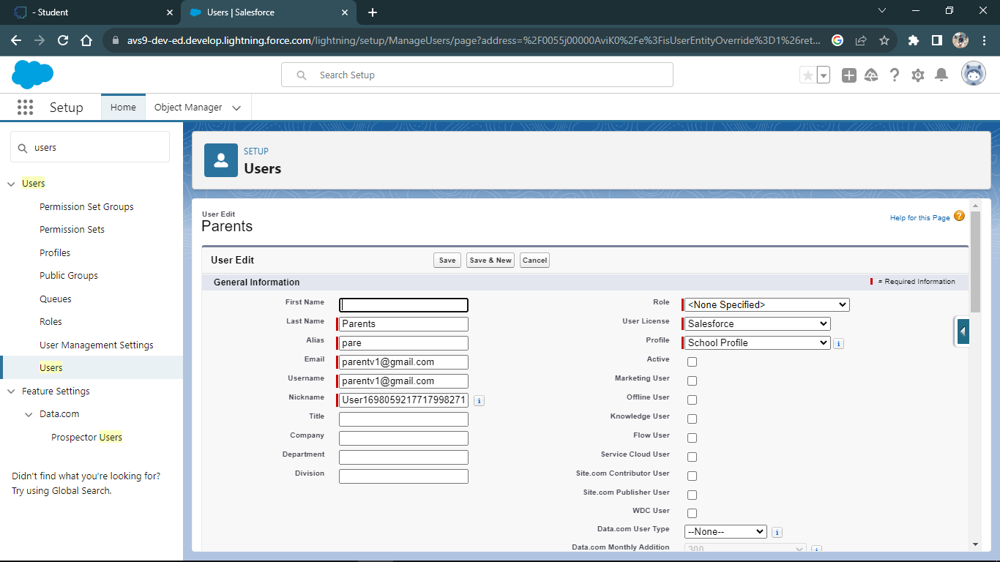 - Student
Users | Salesforce
avs9-dev-ed.develop.lightning.force.com/lightning/setup/ManageUsers/page?address=%2F0055j00000AviK0%2Fe%3FisUserEntityOverride%3D1%26ret...
Search Setup
Setup
Home
Object Manager
users
Users
Permission Set Groups
Permission Sets
Profiles
Public Groups
Queues
Roles
User Management Settings
Users
Feature Settings
Data.com
Prospector Users
Didn't find what you're looking for?
Try using Global Search.
SETUP
Users
User Edit
Parents
Help for this Page
User Edit
Save
Save & New
Cancel
General Information
= Required Information
First Name
Last Name Parents
Alias pare
Email parentv1@gmail.com
Username parentv1@gmail.com
Nickname User1698059217717998271
Title
Company
Department
Division
Role <None Specified>
User License Salesforce
Profile School Profile
Active
Marketing User
Offline User
Knowledge User
Flow User
Service Cloud User
Site.com Contributor User
Site.com Publisher User
WDC User
Data.com User Type --None--
Data.com Monthly Addition 300